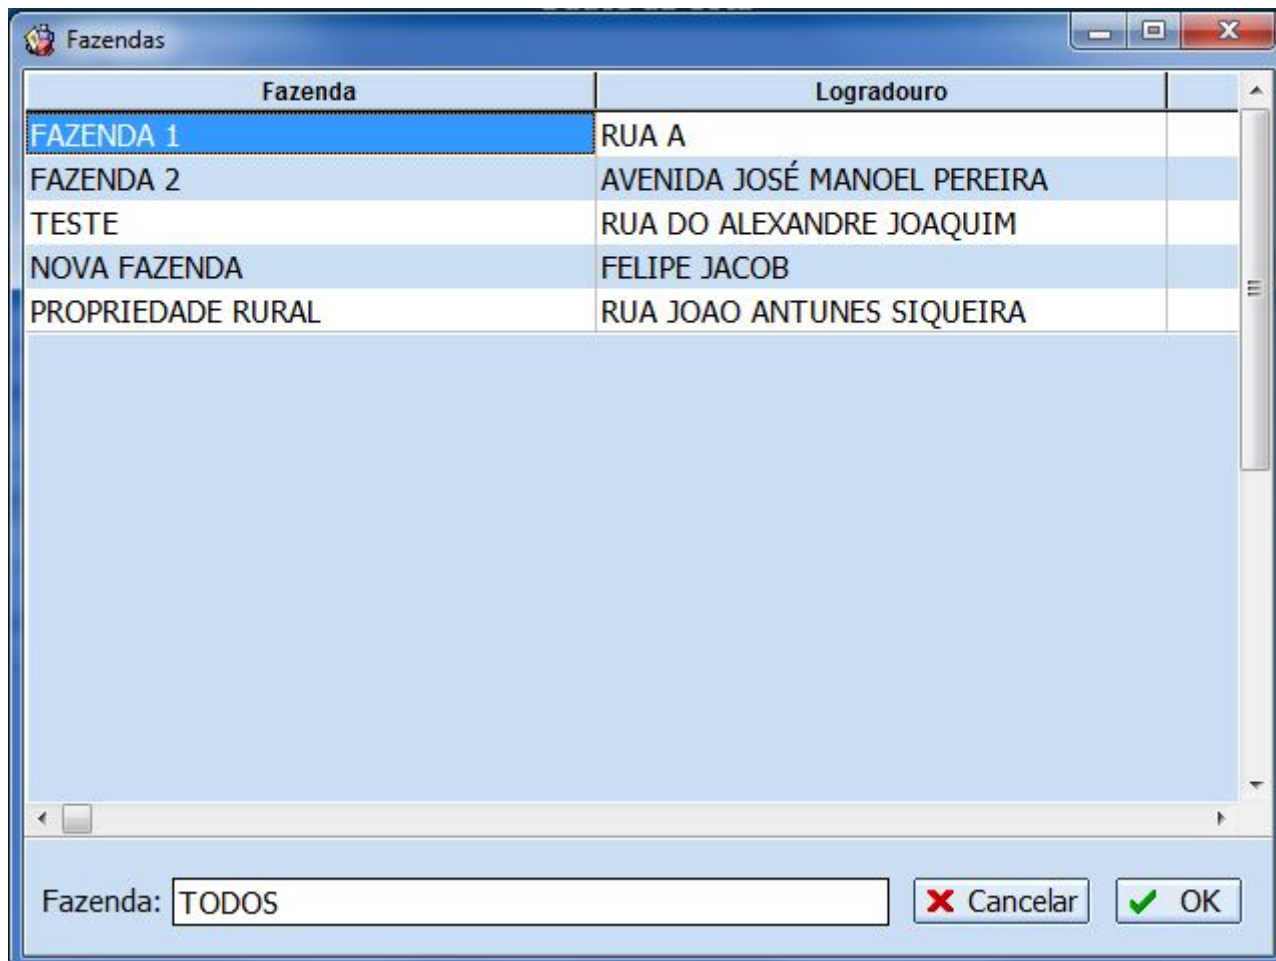 Fazendas
Fazenda Logradouro
FAZENDA 1 RUA A
FAZENDA 2 AVENIDA JOSÉ MANOEL PEREIRA
TESTE RUA DO ALEXANDRE JOAQUIM
NOVA FAZENDA FELIPE JACOB
PROPRIEDADE RURAL RUA JOAO ANTUNES SIQUEIRA
Fazenda: TODOS Cancelar OK